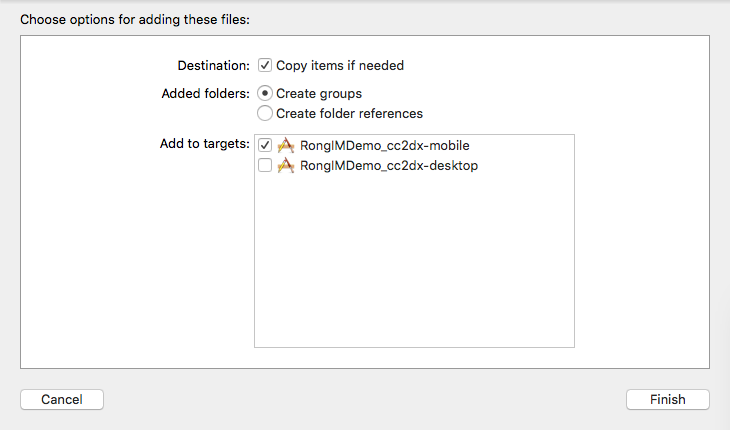 Choose options for adding these files:
Destination: Copy items if needed
Added folders: Create groups
Create folder references
Add to targets: RongIMDemo_cc2dx-mobile
RongIMDemo_cc2dx-desktop
Cancel Finish